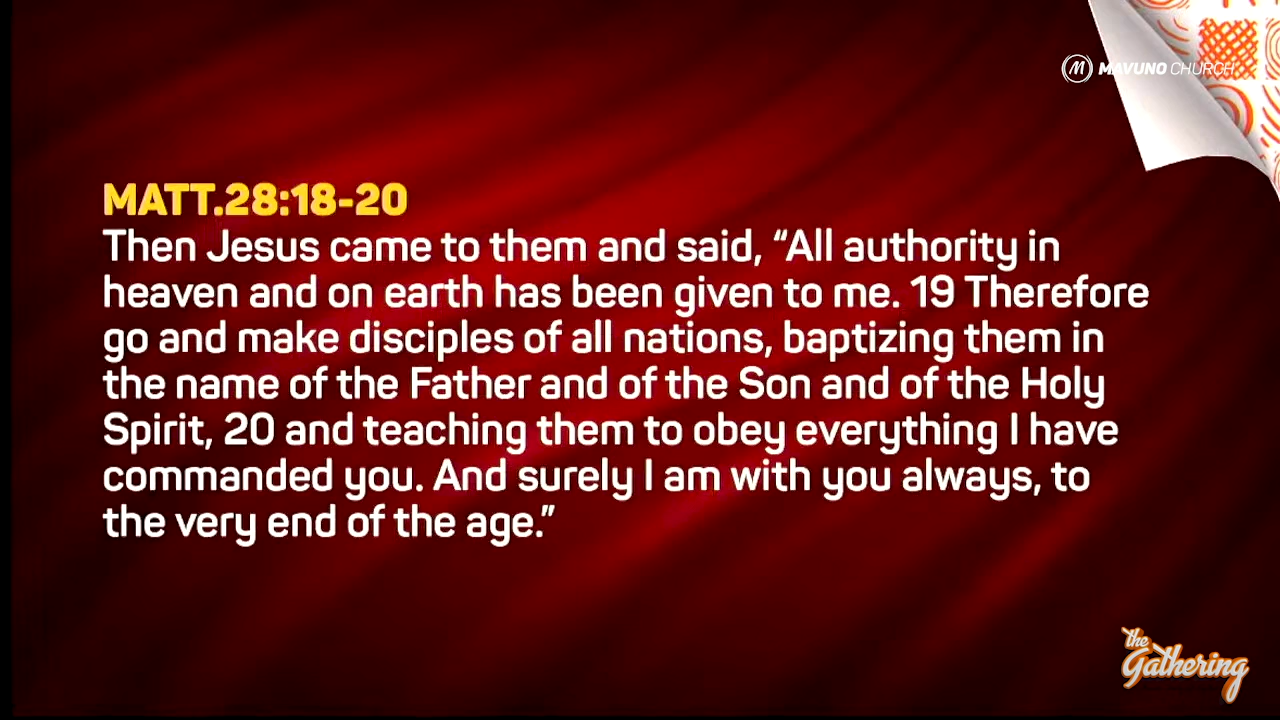 MAVUNO CHURCH
MATT.28:18-20
Then Jesus came to them and said, “All authority in
heaven and on earth has been given to me. 19 Therefore
go and make disciples of all nations, baptizing them in
the name of the Father and of the Son and of the Holy
Spirit, 20 and teaching them to obey everything I have
commanded you. And surely I am with you always, to
the very end of the age.”
the
Gathering